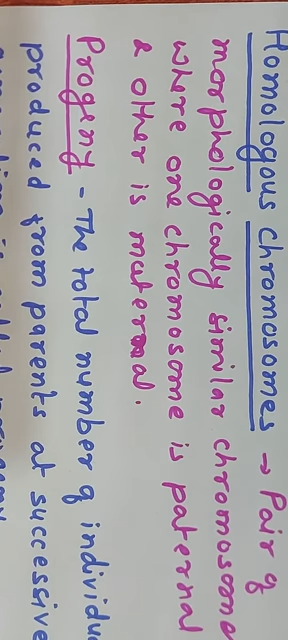 Homologous chromosomes → Pair of
morphologically similar chromosome
where one chromosome is paternal
& other is maternal.
Progeny - The total number of individu
produced from parents at successive